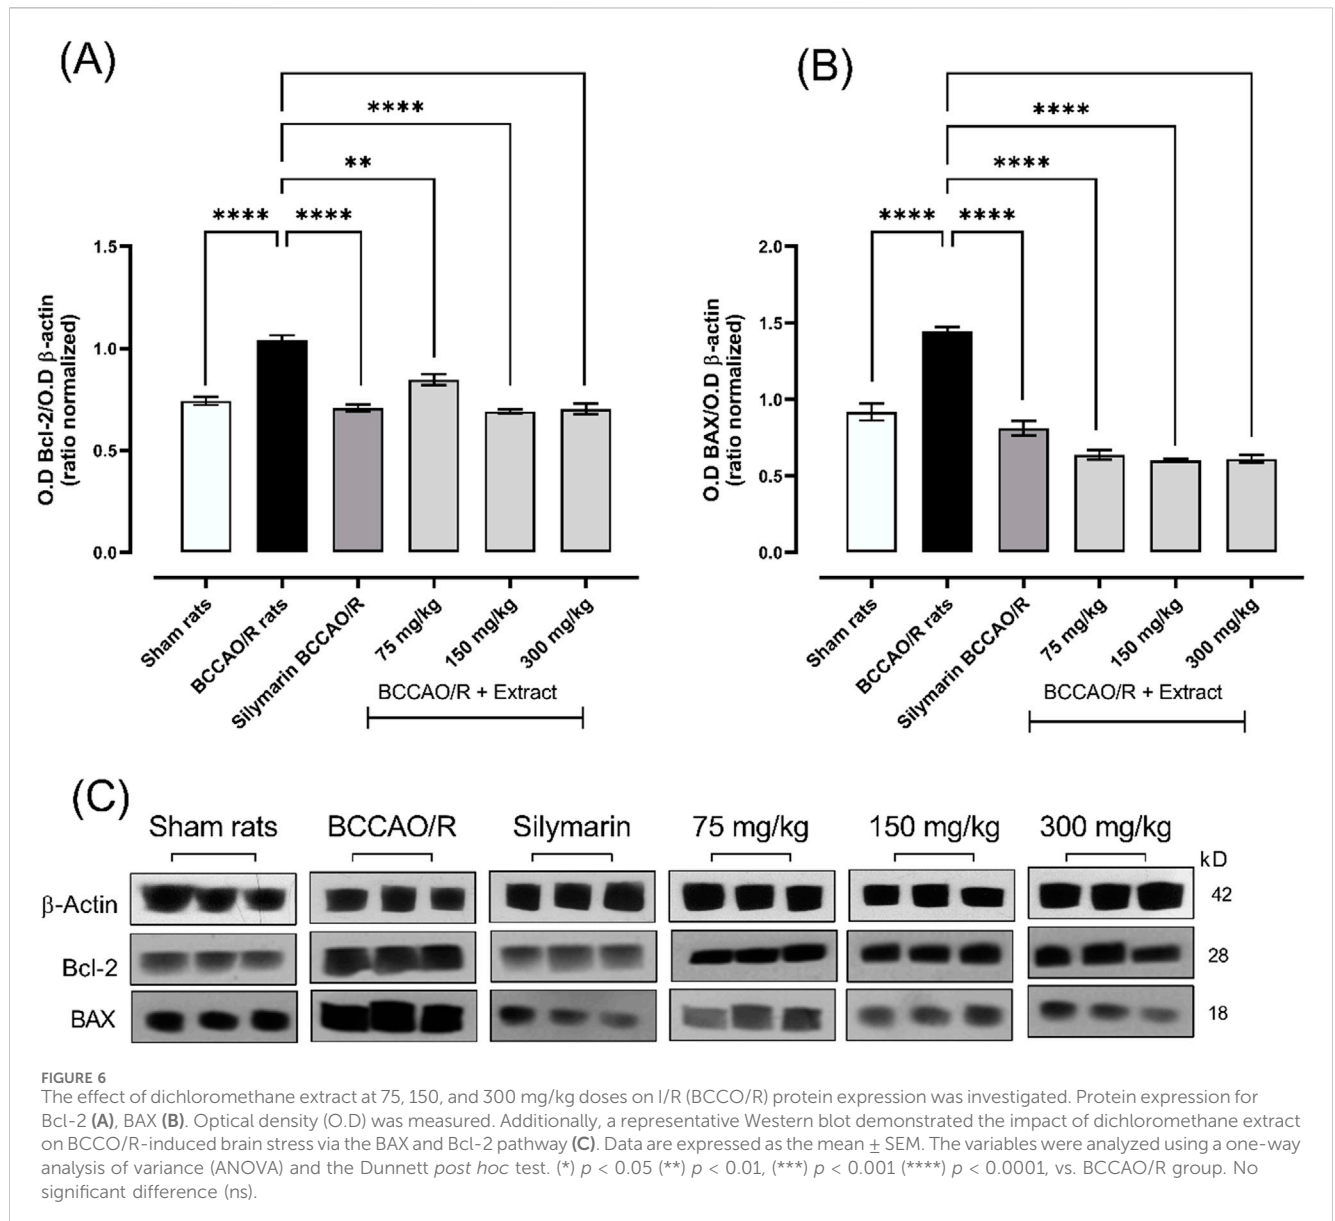 (A)
****
****
**
**** ****
1.5
1.0
0.5
0.0
O.D Bcl-2/O.D β-actin
(ratio normalized)
Sham rats
BCCAO/R rats
Silymarin BCCAO/R
75 mg/kg
150 mg/kg
300 mg/kg
BCCAO/R + Extract
(B)
****
****
**** ****
2.0
1.5
1.0
0.5
0.0
O.D BAX/O.D β-actin
(ratio normalized)
Sham rats
BCCAO/R rats
Silymarin BCCAO/R
75 mg/kg
150 mg/kg
300 mg/kg
BCCAO/R + Extract
(C)
Sham rats BCCAO/R Silymarin 75 mg/kg 150 mg/kg 300 mg/kg
kD
β-Actin 42
Bcl-2 28
BAX 18
FIGURE 6
The effect of dichloromethane extract at 75, 150, and 300 mg/kg doses on I/R (BCCO/R) protein expression was investigated. Protein expression for
Bcl-2 (A), BAX (B). Optical density (O.D) was measured. Additionally, a representative Western blot demonstrated the impact of dichloromethane extract
on BCCO/R-induced brain stress via the BAX and Bcl-2 pathway (C). Data are expressed as the mean ± SEM. The variables were analyzed using a one-way
analysis of variance (ANOVA) and the Dunnett post hoc test. (*) p < 0.05 (**) p < 0.01, (***) p < 0.001 (****) p < 0.0001, vs. BCCAO/R group. No
significant difference (ns).